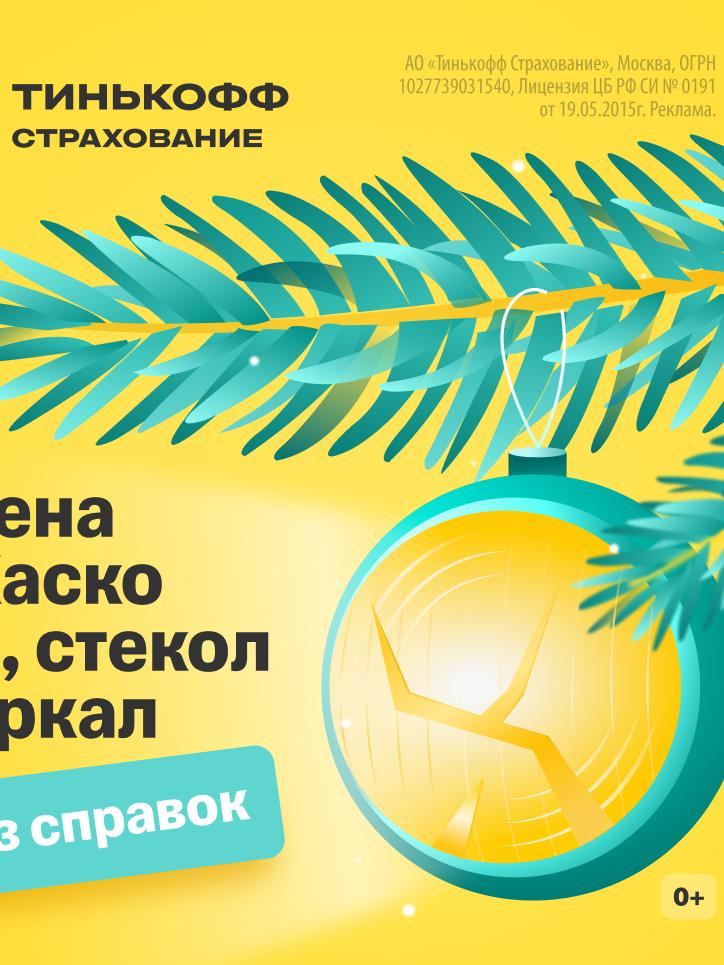 ТИНЬКОФФ
СТРАХОВАНИЕ
АО «Тинькофф Страхование», Москва, ОГРН
1027739031540, Лицензия ЦБ РФ СИ № 0191
от 19.05.2015г. Реклама.
ена
Каско
, стекол
ркал
з справок
0+